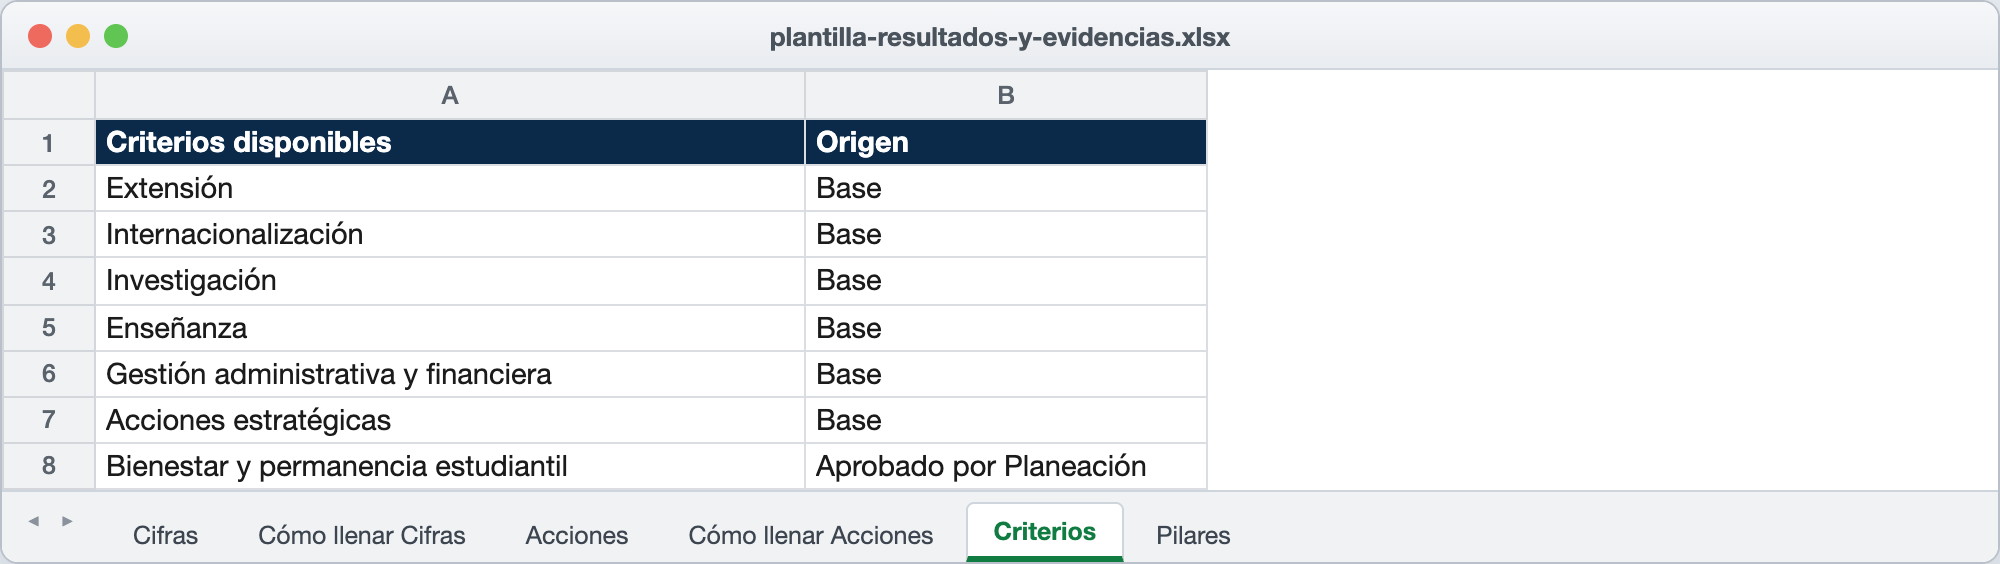 plantilla-resultados-y-evidencias.xlsx
A B
1 Criterios disponibles Origen
2 Extensión Base
3 Internacionalización Base
4 Investigación Base
5 Enseñanza Base
6 Gestión administrativa y financiera Base
7 Acciones estratégicas Base
8 Bienestar y permanencia estudiantil Aprobado por Planeación
Cifras Cómo llenar Cifras Acciones Cómo llenar Acciones Criterios Pilares